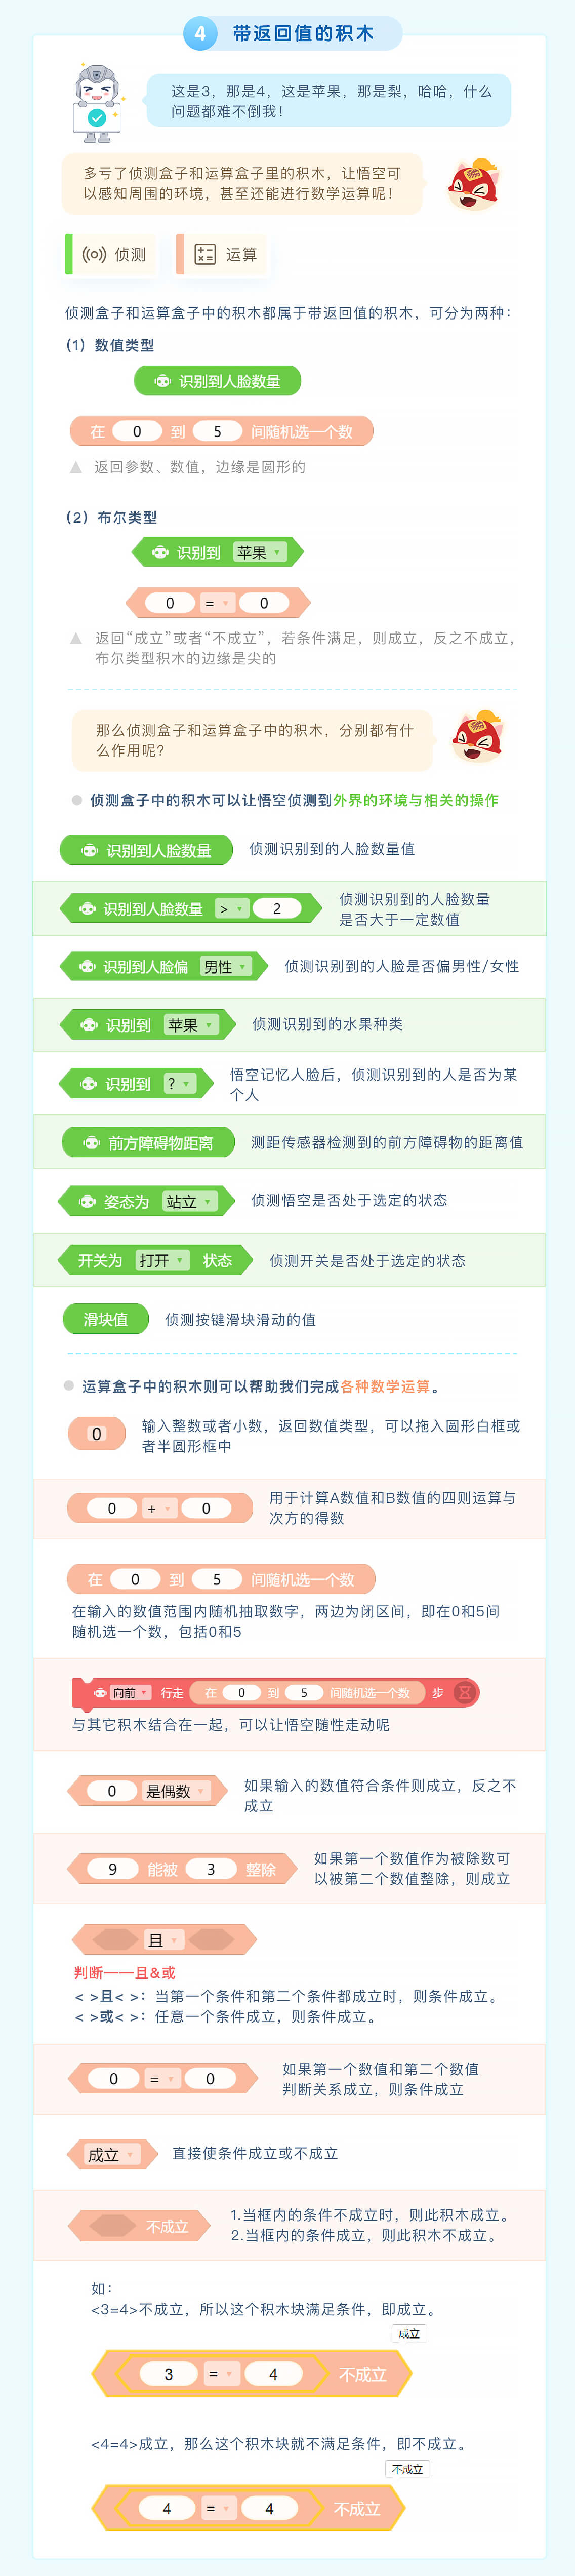 4 带返回值的积木
这是3，那是4，这是苹果，那是梨，哈哈，什么
问题都难不倒我！
多亏了侦测盒子和运算盒子里的积木，让悟空可
以感知周围的环境，甚至还能进行数学运算呢！
侦测 运算
侦测盒子和运算盒子中的积木都属于带返回值的积木，可分为两种：
（1）数值类型
识别到人脸数量
在 0 到 5 间随机选一个数
返回参数、数值，边缘是圆形的
（2）布尔类型
识别到 苹果
0 = 0
返回“成立”或者“不成立”，若条件满足，则成立，反之不成立，
布尔类型积木的边缘是尖的
那么侦测盒子和运算盒子中的积木，分别都有什
么作用呢？
侦测盒子中的积木可以让悟空侦测到外界的环境与相关的操作
识别到人脸数量 侦测识别到的人脸数量值
识别到人脸数量 > 2 侦测识别到的人脸数量
是否大于一定数值
识别到人脸偏 男性 侦测识别到的人脸是否偏男性/女性
识别到 苹果 侦测识别到的水果种类
识别到 ? 悟空记忆人脸后，侦测识别到的人是否为某
个人
前方障碍物距离 测距传感器检测到的前方障碍物的距离值
姿态为 站立 侦测悟空是否处于选定的状态
开关为 打开 状态 侦测开关是否处于选定的状态
滑块值 侦测按键滑块滑动的值
运算盒子中的积木则可以帮助我们完成各种数学运算。
0 输入整数或者小数，返回数值类型，可以拖入圆形白框或
者半圆形框中
0 + 0 用于计算A数值和B数值的四则运算与
次方的得数
在 0 到 5 间随机选一个数
在输入的数值范围内随机抽取数字，两边为闭区间，即在0和5间
随机选一个数，包括0和5
向前 行走 在 0 到 5 间随机选一个数 步
与其它积木结合在一起，可以让悟空随性走动呢
0 是偶数 如果输入的数值符合条件则成立，反之不
成立
9 能被 3 整除 如果第一个数值作为被除数可
以被第二个数值整除，则成立
且
判断——且&或
< >且< >：当第一个条件和第二个条件都成立时，则条件成立。
< >或< >：任意一个条件成立，则条件成立。
0 = 0 如果第一个数值和第二个数值
判断关系成立，则条件成立
成立 直接使条件成立或不成立
不成立 1.当框内的条件不成立时，则此积木成立。
2.当框内的条件成立，则此积木不成立。
如：
<3=4>不成立，所以这个积木块满足条件，即成立。
成立
3 = 4 不成立
<4=4>成立，那么这个积木块就不满足条件，即不成立。
不成立
4 = 4 不成立